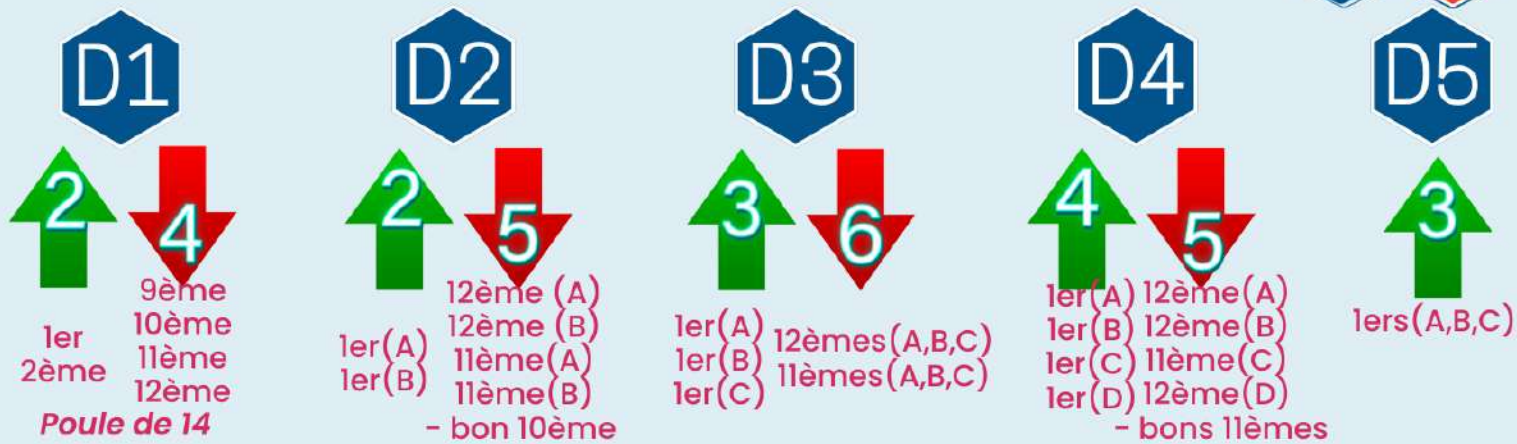 D1
2
4
1er
2ème
9ème
10ème
11ème
12ème
Poule de 14
D2
2
5
1er(A)
1er(B)
12ème (A)
12ème (B)
11ème(A)
11ème(B)
- bon 10ème
D3
3
6
1er(A)
1er(B)
1er(C)
12èmes(A,B,C)
11èmes(A,B,C)
D4
4
5
1er(A)
1er(B)
1er(C)
1er(D)
12ème(A)
12ème(B)
11ème(C)
12ème(D)
- bons 11èmes
D5
3
1ers(A,B,C)